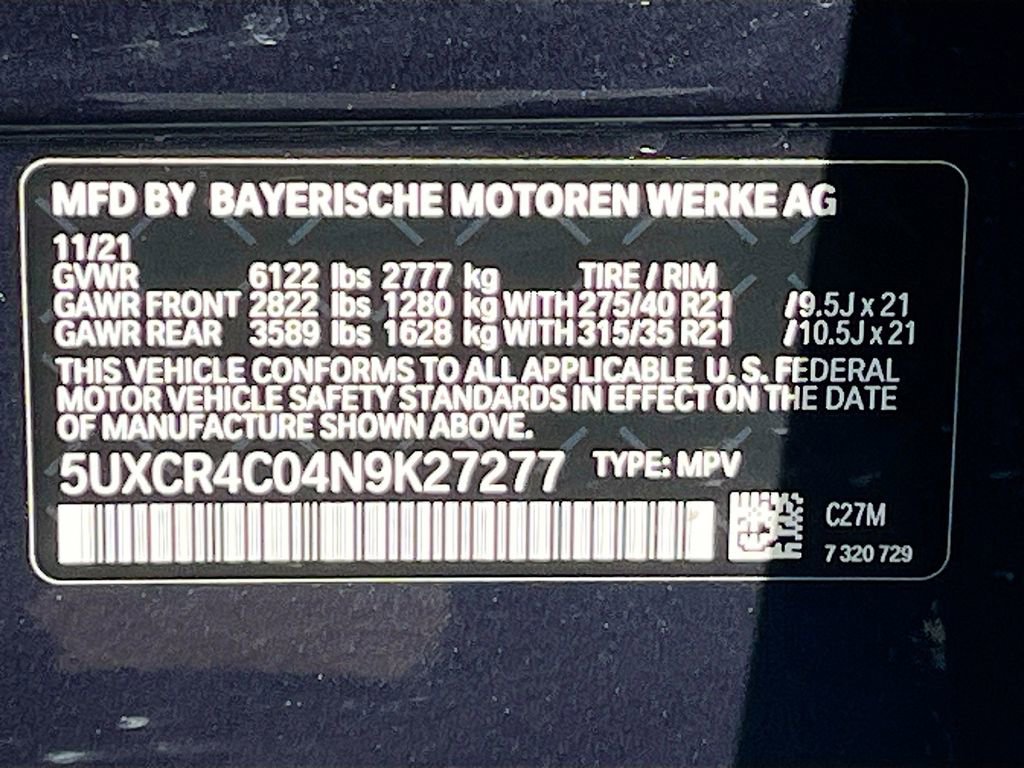 MFD BY BAYERISCHE MOTOREN WERKE AG
11/21
GVWR 6122 lbs 2777 kg TIRE / RIM
GAWR FRONT 2822 lbs 1280 kg WITH 275/40 R21 /9.5J x 21
GAWR REAR 3589 lbs 1628 kg WITH 315/35 R21 /10.5J x 21
THIS VEHICLE CONFORMS TO ALL APPLICABLE U. S. FEDERAL
MOTOR VEHICLE SAFETY STANDARDS IN EFFECT ON THE DATE
OF MANUFACTURE SHOWN ABOVE.
5UXCR4C04N9K27277 TYPE: MPV
C27M
7 320 729